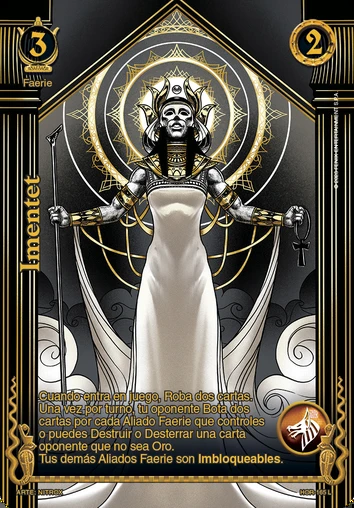 3
2
Faerie
Imentet
Cuando entra en juego, Roba dos cartas.
Una vez por turno, tu oponente Bota dos
cartas por cada Aliado Faerie que controles
o puedes Destruir o Desterrar una carta
oponente que no sea Oro.
Tus demás Aliados Faerie son Imbloqueables.
ARTE: NITROX